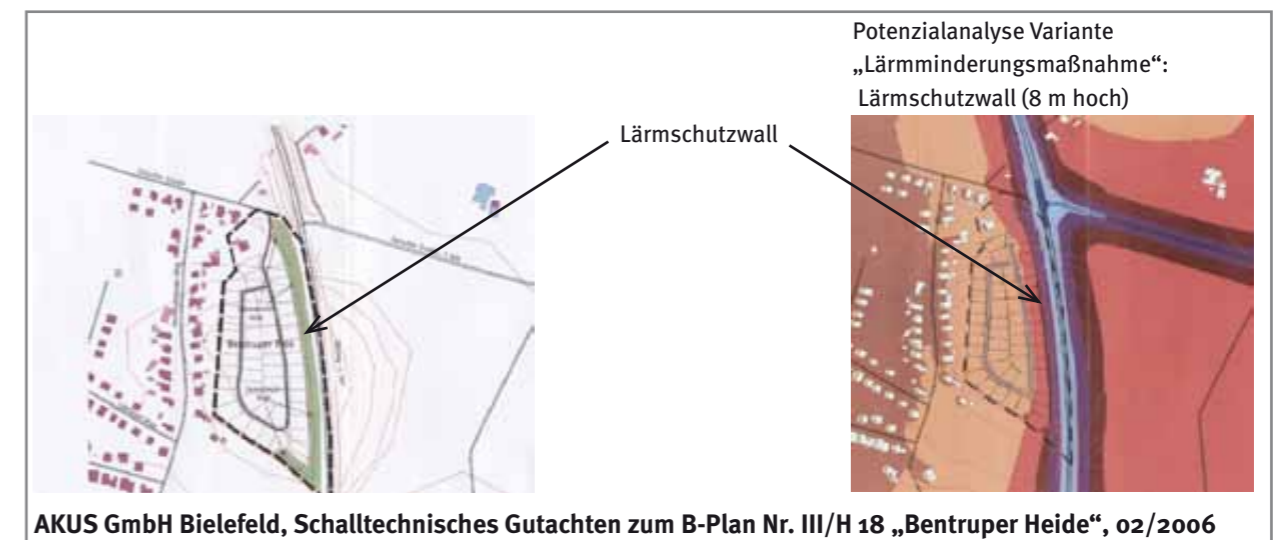 Potenzialanalyse Variante
„Lärmminderungsmaßnahme“:
Lärmschutzwall (8 m hoch)
Lärmschutzwall
AKUS GmbH Bielefeld, Schalltechnisches Gutachten zum B-Plan Nr. III/H 18 „Bentruper Heide“, 02/2006